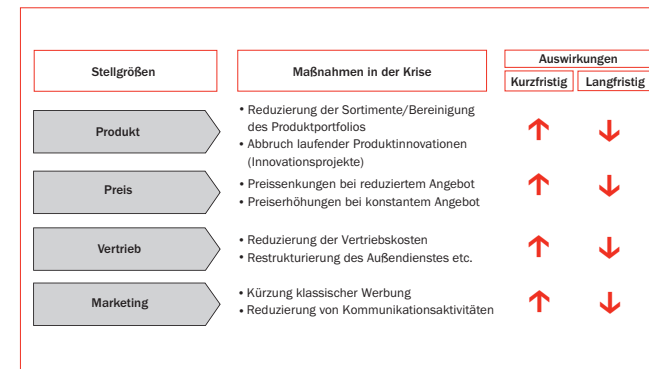 Stellgrößen
Maßnahmen in der Krise
Auswirkungen
Kurzfristig
Langfristig
Produkt
• Reduzierung der Sortimente/Bereinigung
des Produktportfolios
• Abbruch laufender Produktinnovationen
(Innovationsprojekte)
Preis
• Preissenkungen bei reduziertem Angebot
• Preiserhöhungen bei konstantem Angebot
Vertrieb
• Reduzierung der Vertriebskosten
• Restrukturierung des Außendienstes etc.
Marketing
• Kürzung klassischer Werbung
• Reduzierung von Kommunikationsaktivitäten